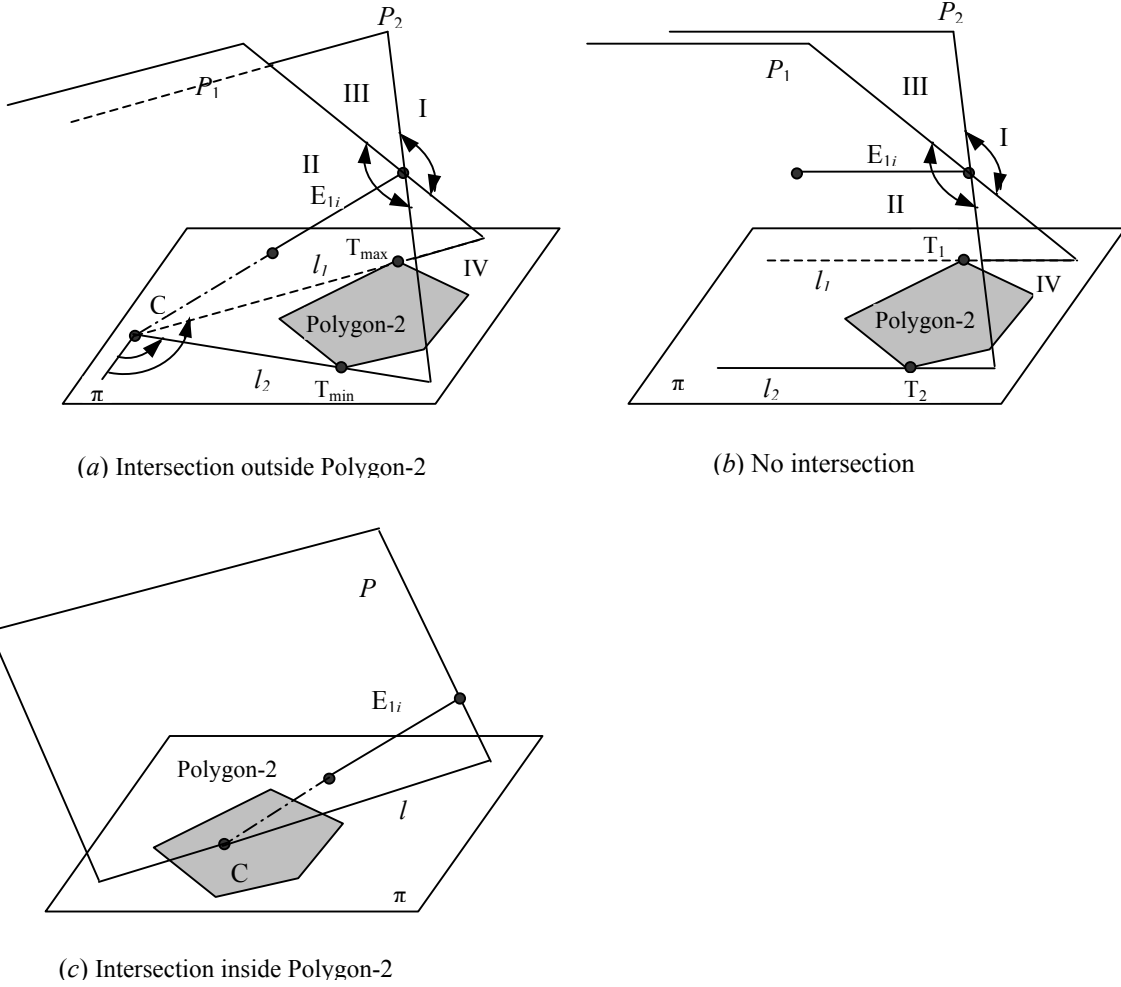 P₂
P₁
III
I
II
E₁ᵢ
Tmax
l₁
IV
C
Polygon-2
l₂
Tmin
π
(a) Intersection outside Polygon-2
P₂
P₁
III
I
E₁ᵢ
II
T₁
l₁
IV
Polygon-2
π
l₂
T₂
(b) No intersection
P
E₁ᵢ
Polygon-2
l
C
π
(c) Intersection inside Polygon-2